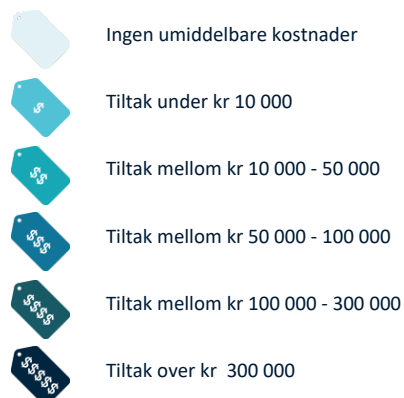 Ingen umiddelbare kostnader
$ Tiltak under kr 10 000
$$ Tiltak mellom kr 10 000 - 50 000
$$$ Tiltak mellom kr 50 000 - 100 000
$$$$ Tiltak mellom kr 100 000 - 300 000
$$$$$ Tiltak over kr  300 000